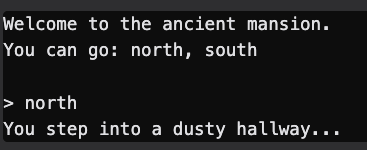 Welcome to the ancient mansion.
You can go: north, south
> north
You step into a dusty hallway...